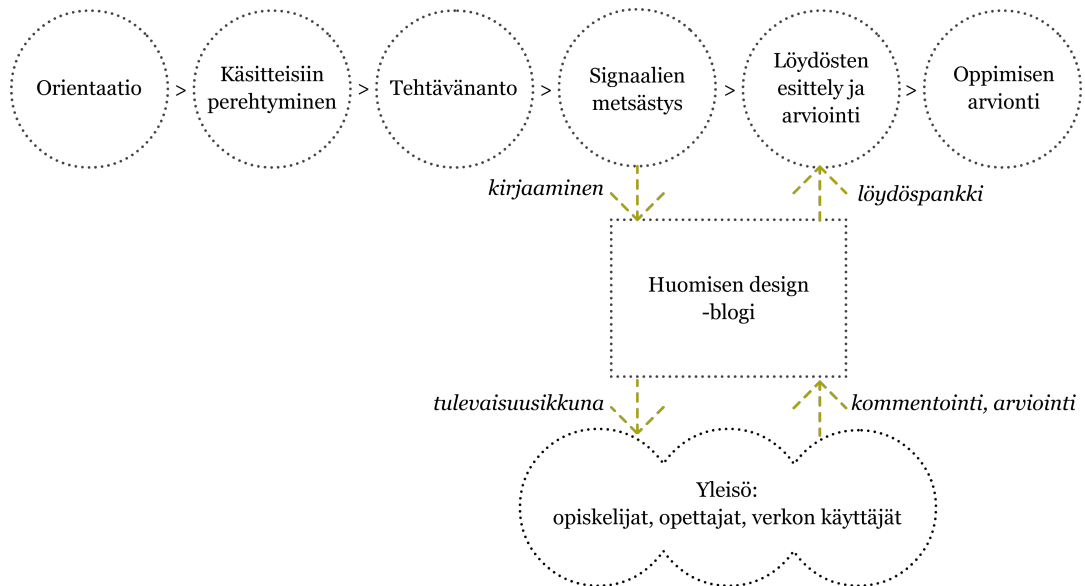 Orientaatio
>
Käsitteisiin
perehtyminen
>
Tehtävänanto
>
Signaalien
metsästys
>
Löydösten
esittely ja
arviointi
>
Oppimisen
arvionti
kirjaaminen
löydöspankki
Huomisen design
-blogi
tulevaisuusikkuna
kommentointi, arviointi
Yleisö:
opiskelijat, opettajat, verkon käyttäjät